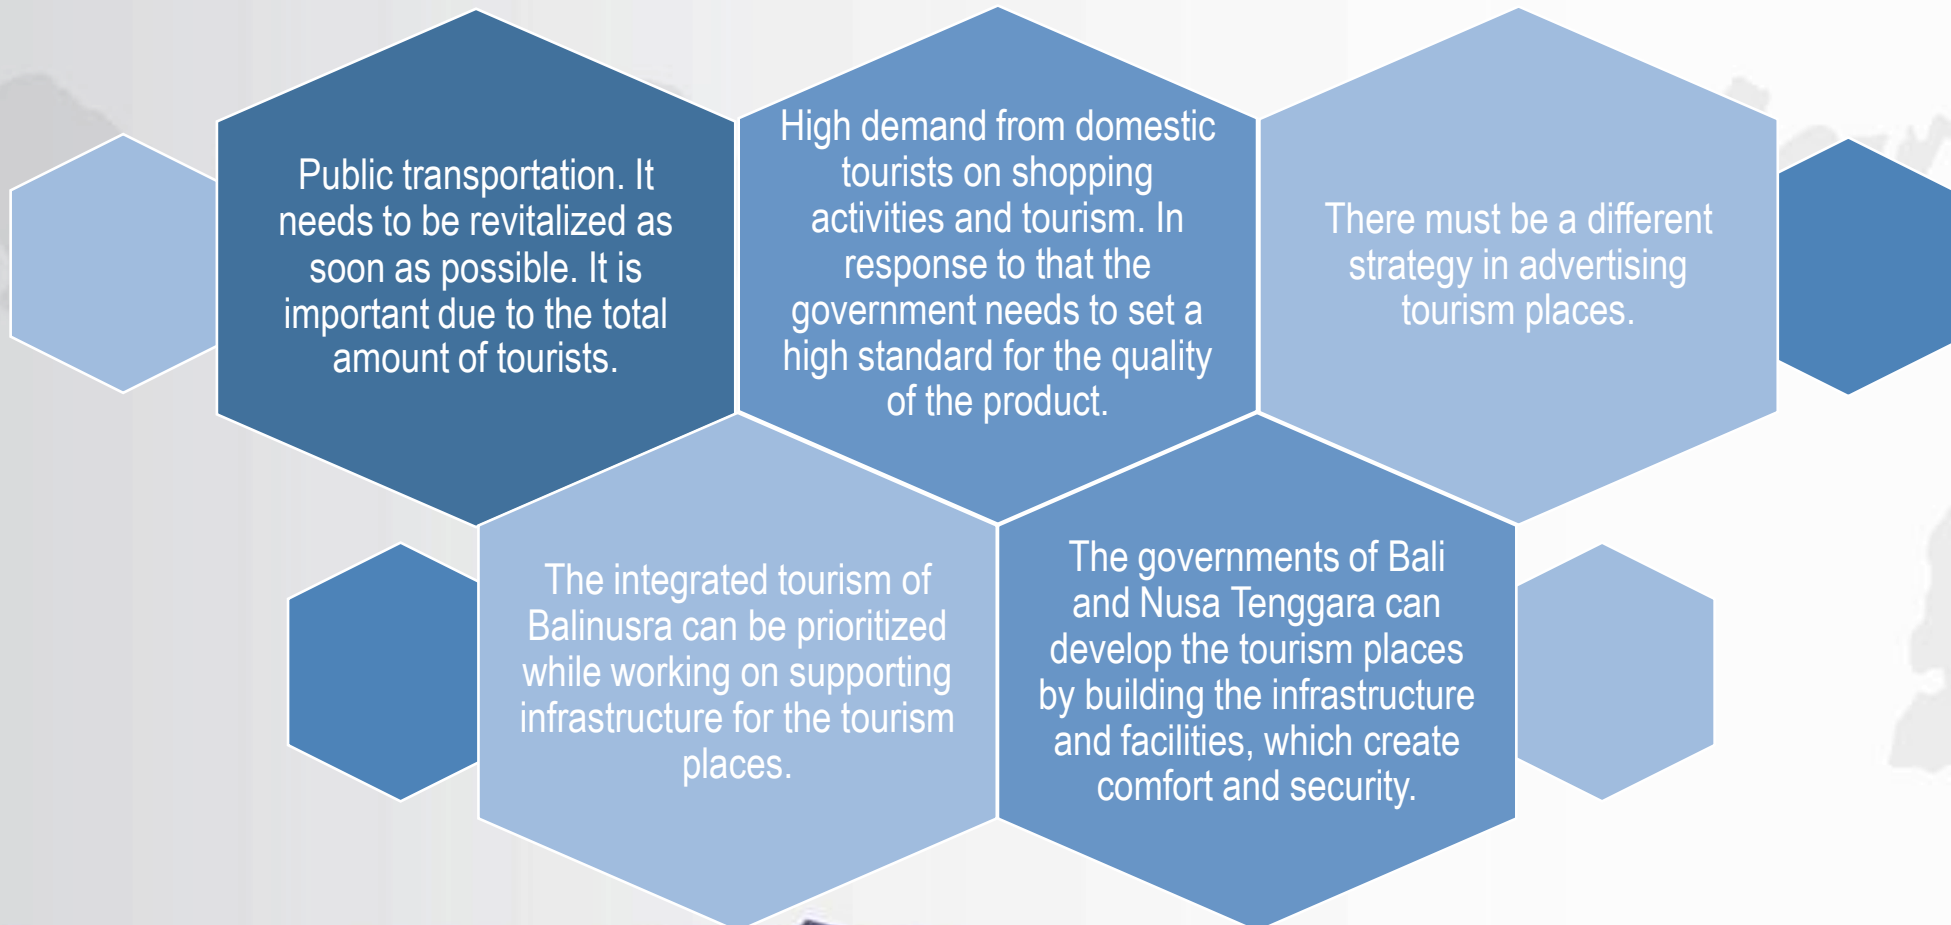 Public transportation. It
needs to be revitalized as
soon as possible. It is
important due to the total
amount of tourists.
High demand from domestic
tourists on shopping
activities and tourism. In
response to that the
government needs to set a
high standard for the quality
of the product.
There must be a different
strategy in advertising
tourism places.
The integrated tourism of
Balinusra can be prioritized
while working on supporting
infrastructure for the tourism
places.
The governments of Bali
and Nusa Tenggara can
develop the tourism places
by building the infrastructure
and facilities, which create
comfort and security.